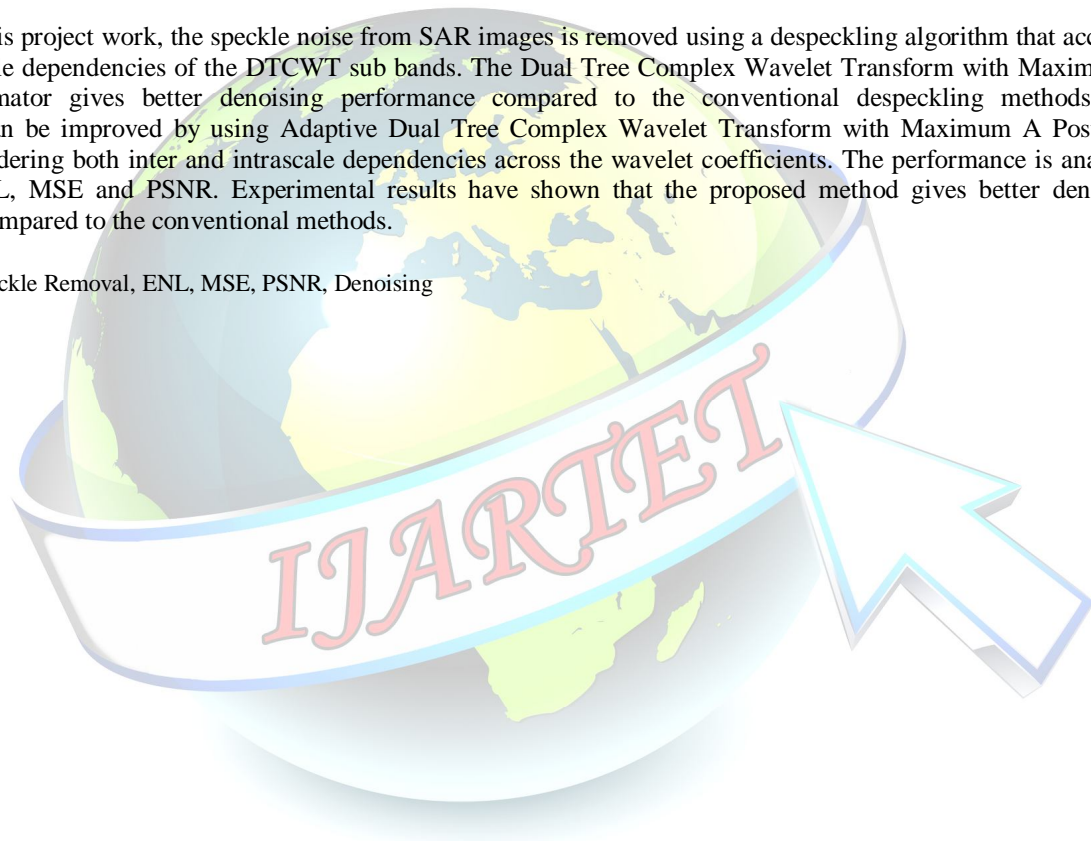 is project work, the speckle noise from SAR images is removed using a despeckling algorithm that acc
e dependencies of the DTCWT sub bands. The Dual Tree Complex Wavelet Transform with Maxim
mator gives better denoising performance compared to the conventional despeckling methods
n be improved by using Adaptive Dual Tree Complex Wavelet Transform with Maximum A Pos
dering both inter and intrascale dependencies across the wavelet coefficients. The performance is ana
L, MSE and PSNR. Experimental results have shown that the proposed method gives better den
mpared to the conventional methods.
ckle Removal, ENL, MSE, PSNR, Denoising
IJARTET